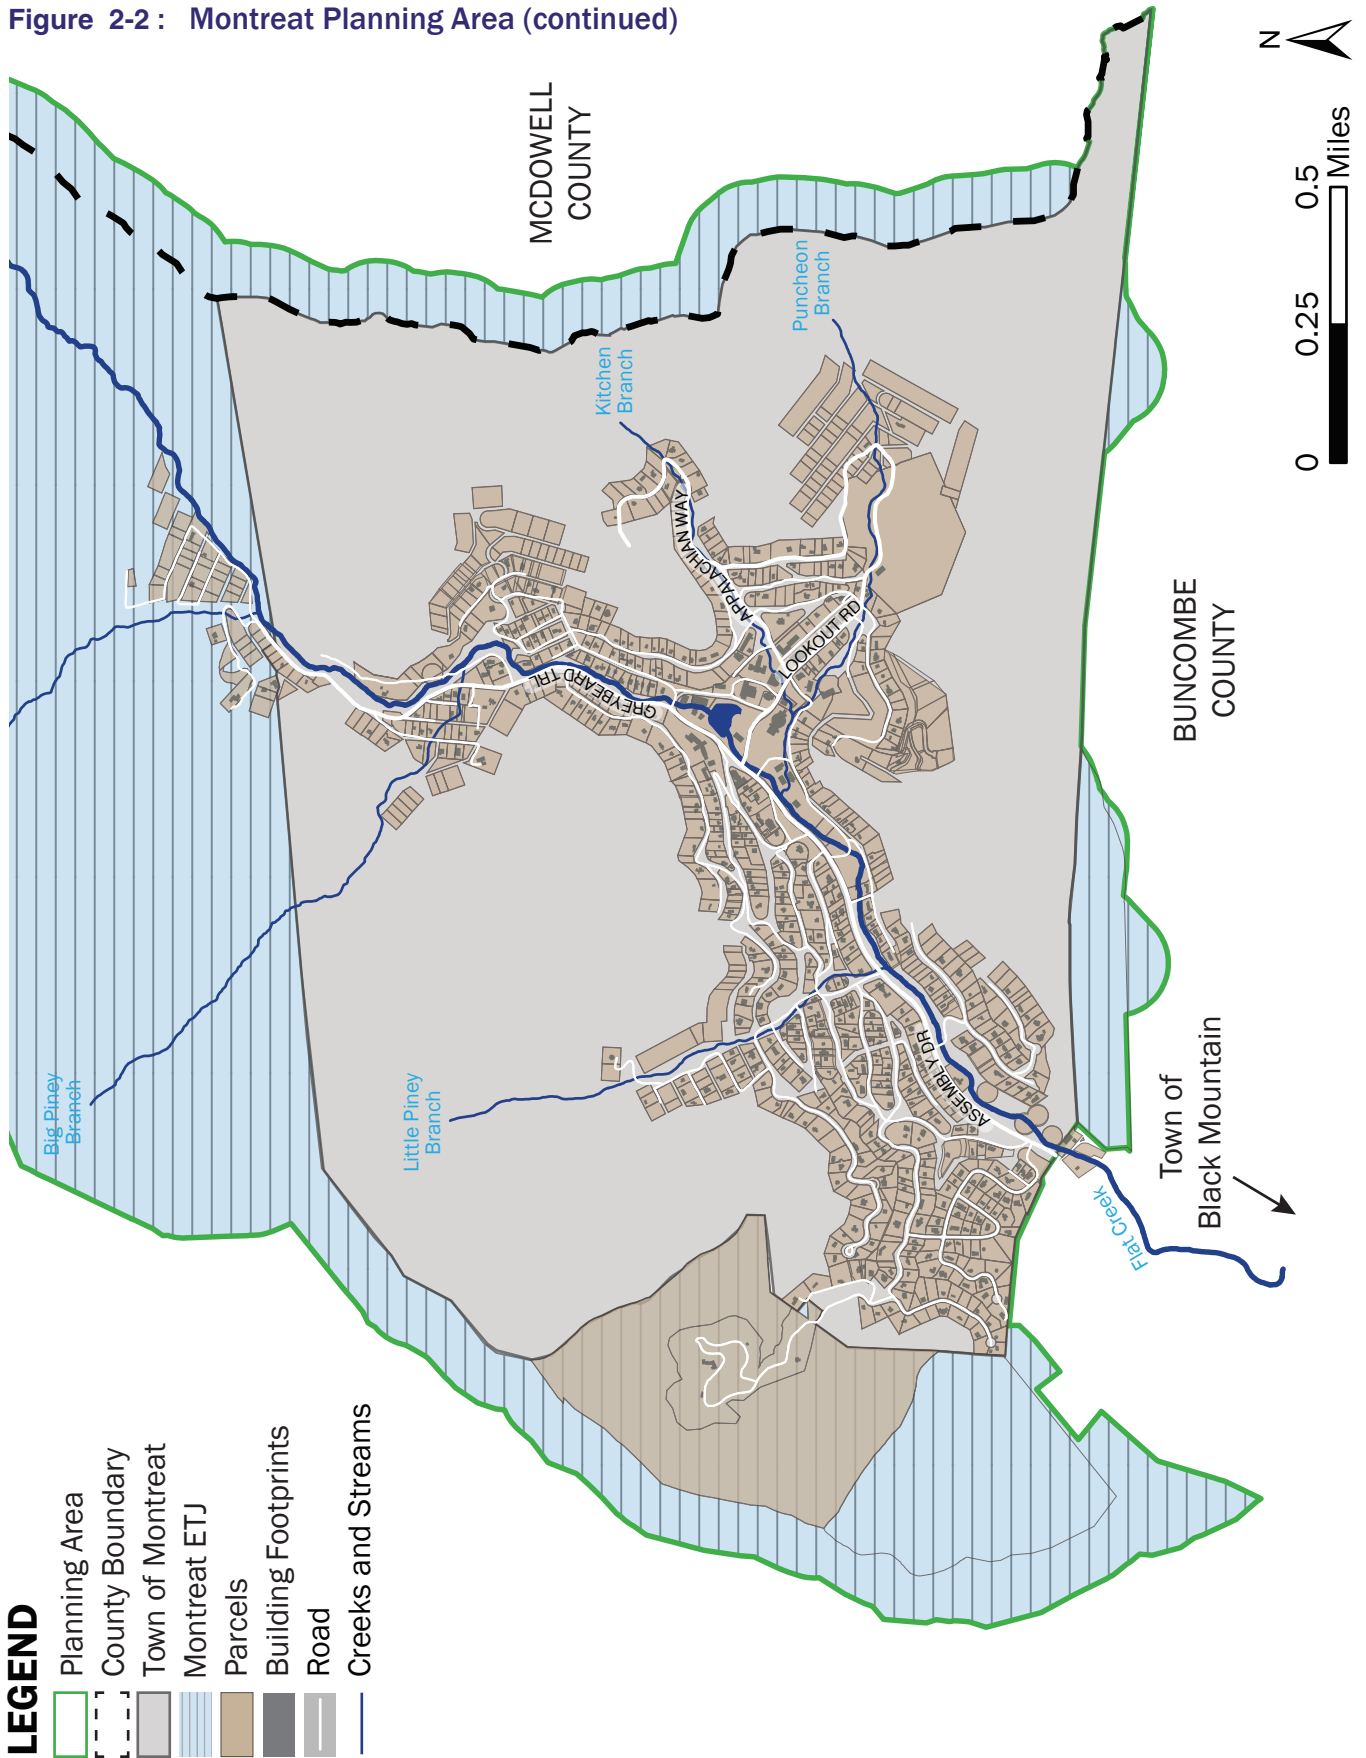 Figure 2-2 : Montreat Planning Area (continued)
N
MCDOWELL
COUNTY
Puncheon
Branch
Kitchen
Branch
APPALACHIAN WAY
LOOKOUT RD
GREYBEARD TRL
BUNCOMBE
COUNTY
0
0.25
0.5
Miles
Big Piney
Branch
Little Piney
Branch
ASSEMBLY DR
Flat Creek
Town of
Black Mountain
LEGEND
Planning Area
County Boundary
Town of Montreat
Montreat ETJ
Parcels
Building Footprints
Road
Creeks and Streams